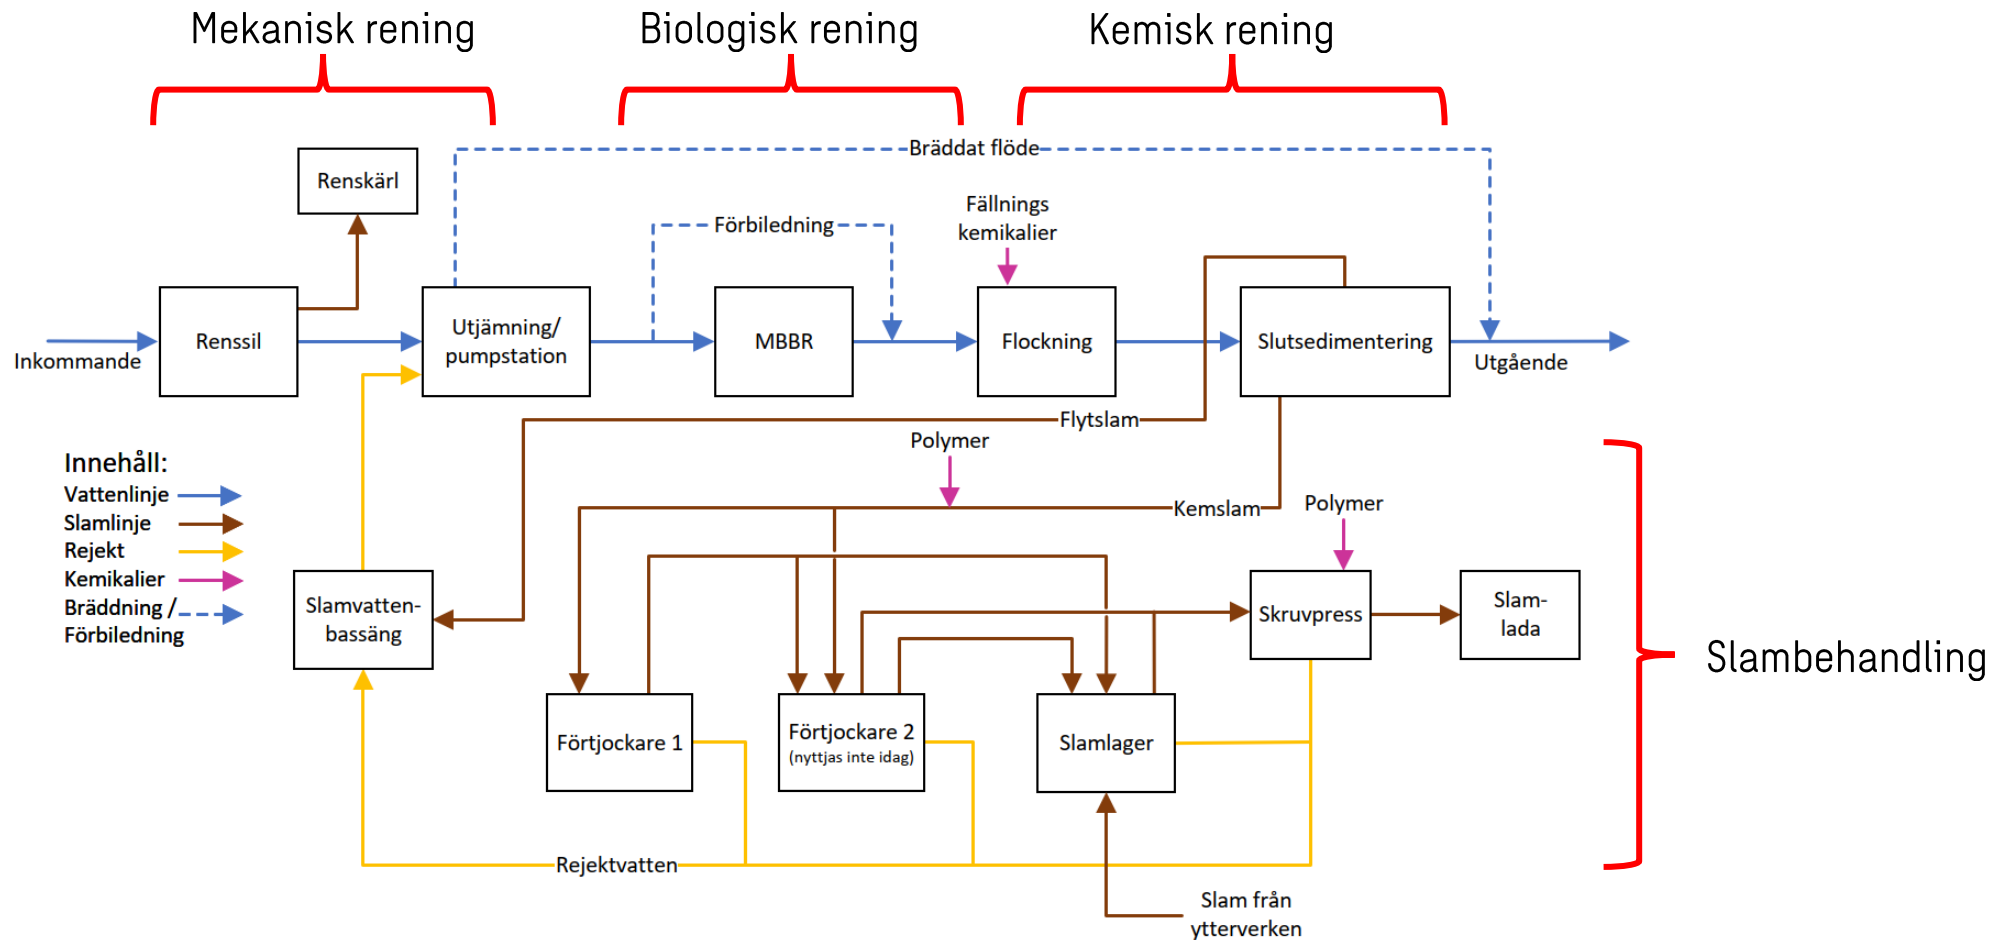 Mekanisk rening
Biologisk rening
Kemisk rening
Bräddat flöde
Renskärl
Förbiledning
Fällnings
kemikalier
Inkommande
Renssil
Utjämning/
pumpstation
MBBR
Flockning
Slutsedimentering
Utgående
Flytslam
Polymer
Innehåll:
Vattenlinje
Slamlinje
Rejekt
Kemikalier
Bräddning /
Förbiledning
Kemslam
Polymer
Slamvatten-
bassäng
Skruvpress
Slam-
lada
Slambehandling
Förtjockare 1
Förtjockare 2
(nyttjas inte idag)
Slamlager
Rejektvatten
Slam från
ytterverken